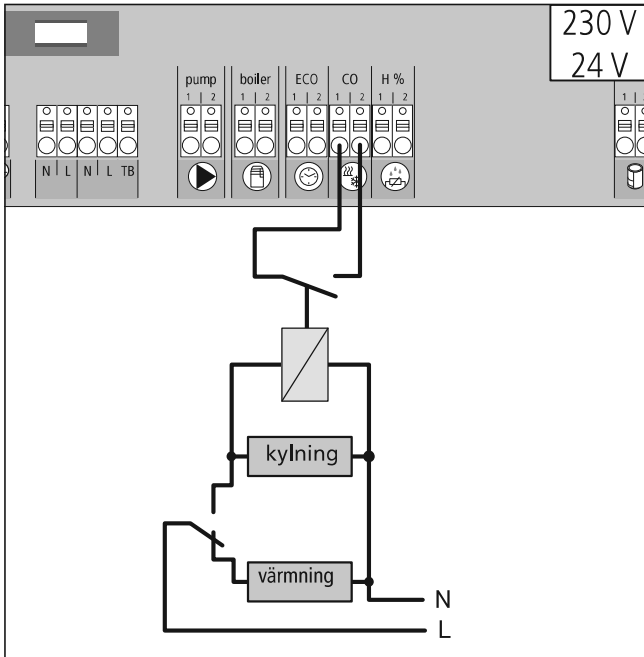 230 V
24 V
pump boiler ECO CO H %
1 | 2 1 | 2 1 | 2 1 | 2 1 | 2 1 |
N | L N L TB
kylning
värmning
N
L